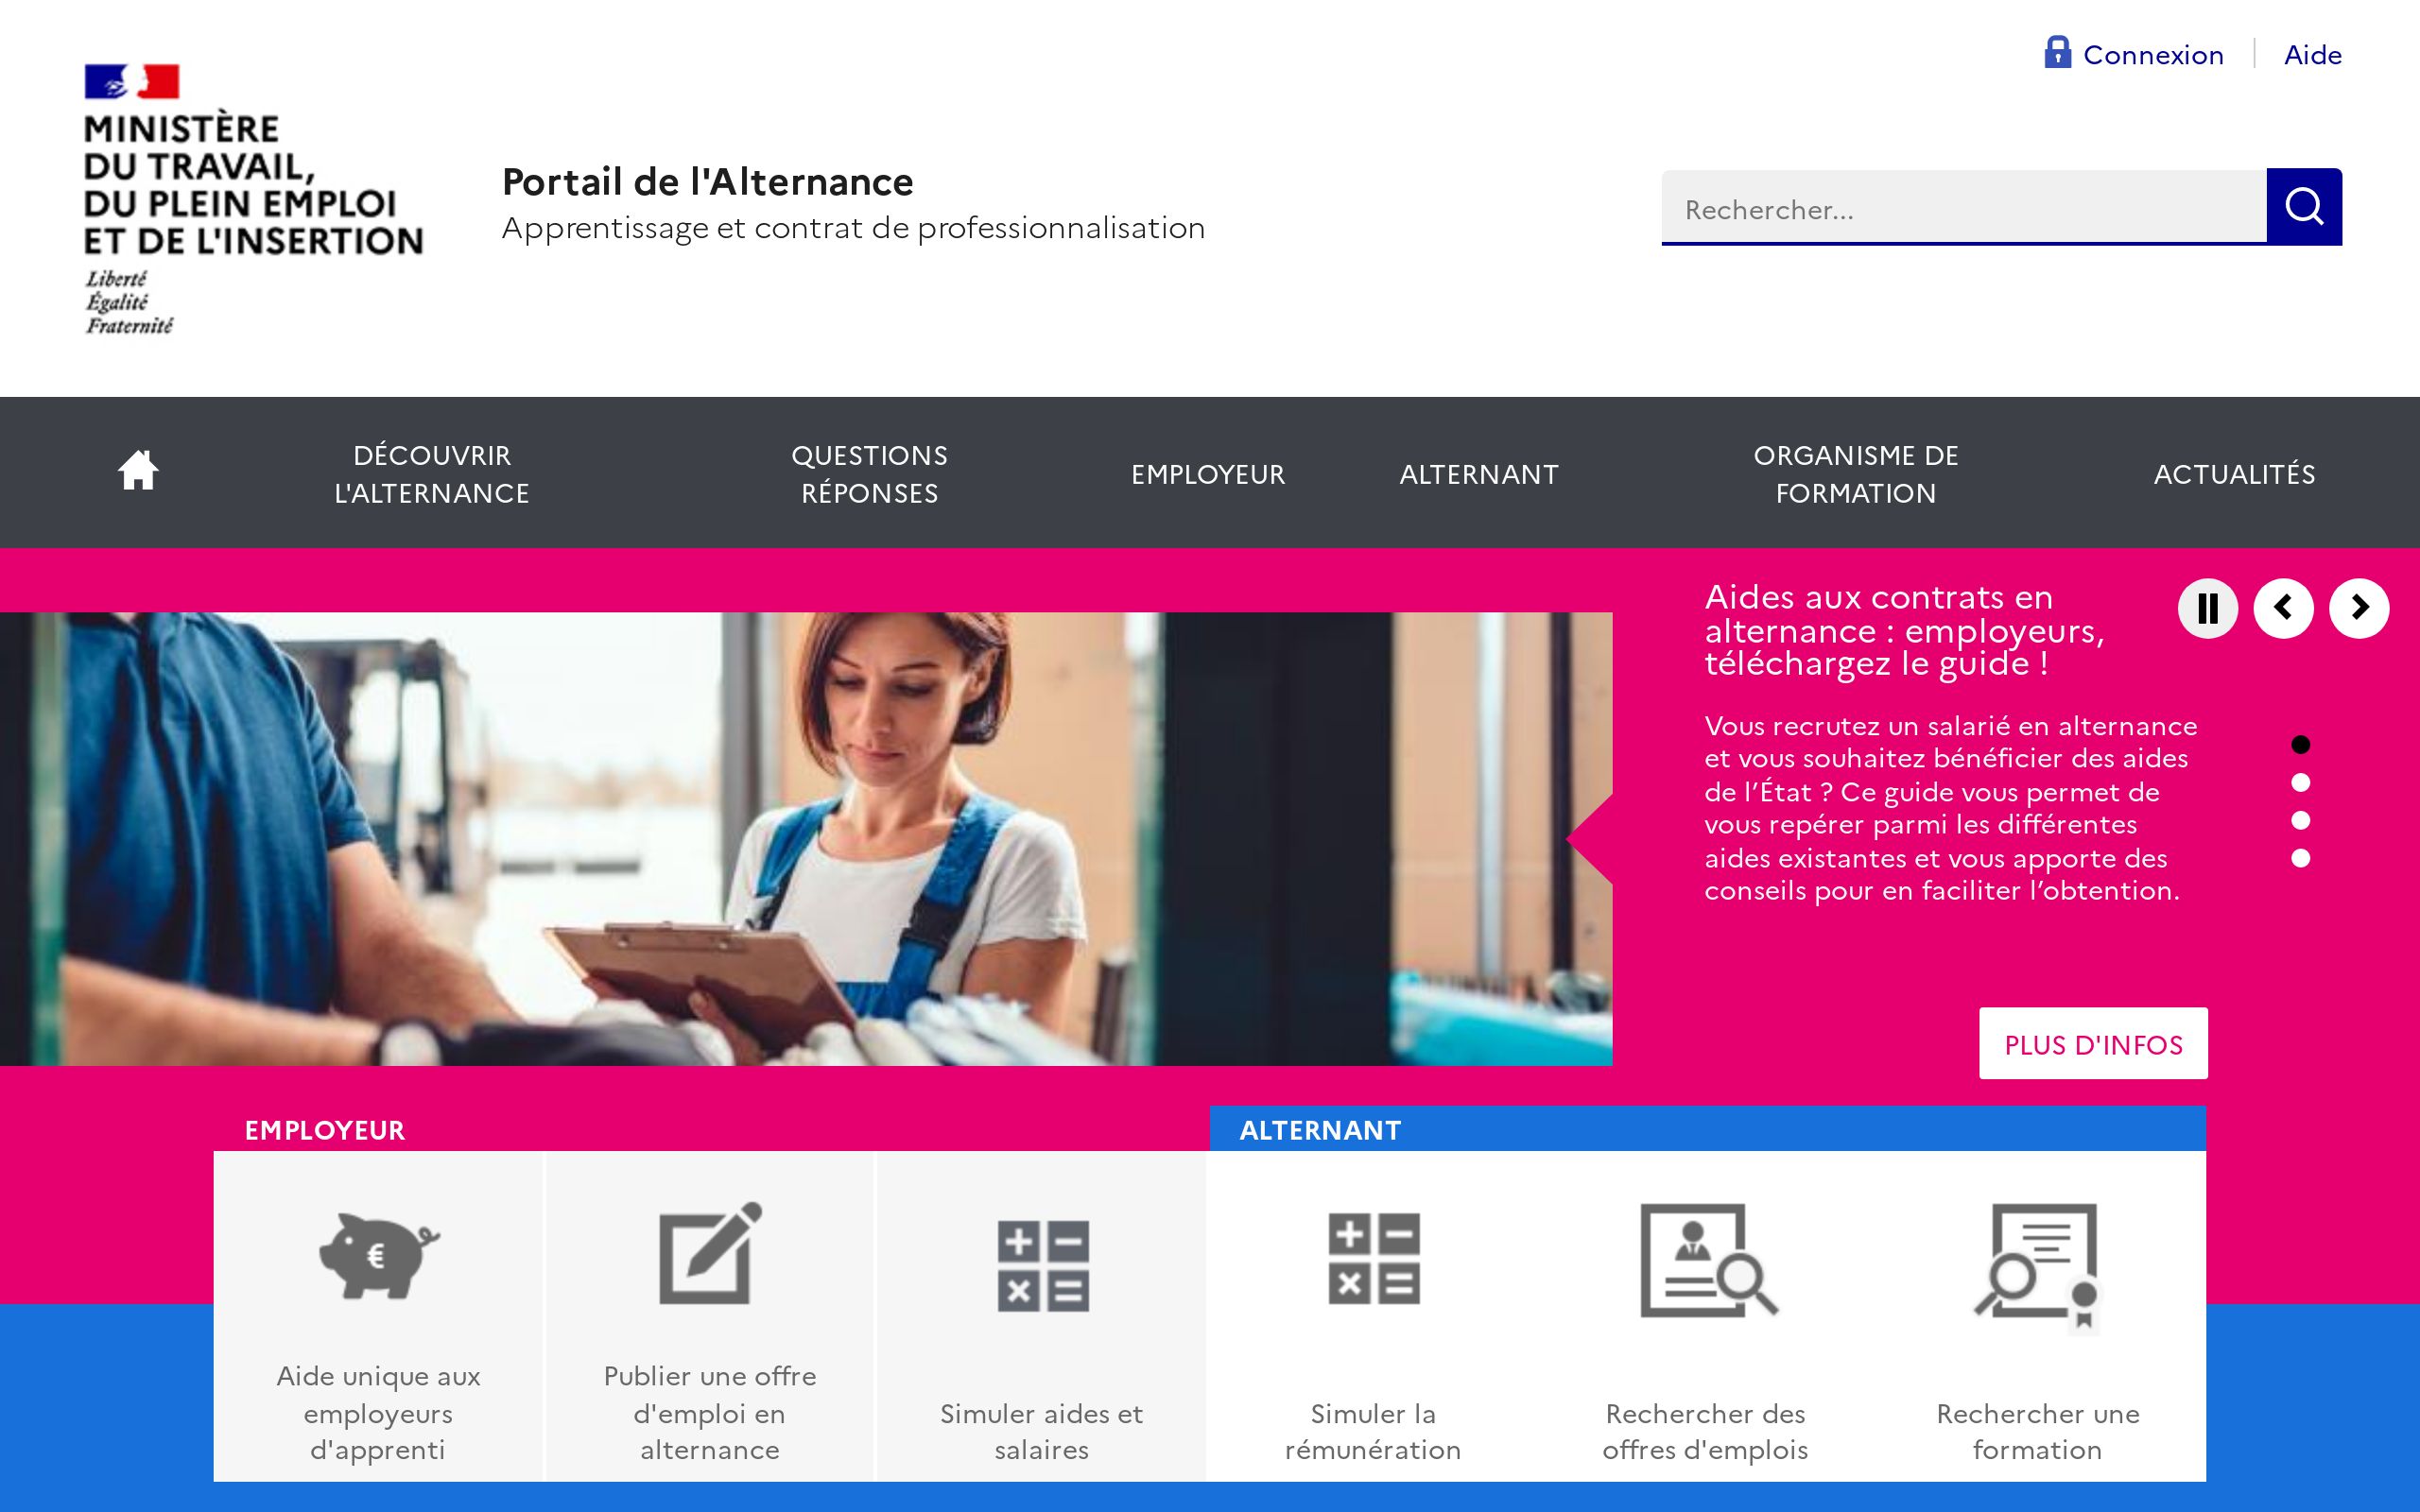 Connexion
Aide
MINISTÈRE
DU TRAVAIL,
DU PLEIN EMPLOI
ET DE L'INSERTION
Liberté
Égalité
Fraternité
Portail de l'Alternance
Apprentissage et contrat de professionnalisation
Rechercher...
DÉCOUVRIR
L'ALTERNANCE
QUESTIONS
RÉPONSES
EMPLOYEUR
ALTERNANT
ORGANISME DE
FORMATION
ACTUALITÉS
Aides aux contrats en
alternance : employeurs,
téléchargez le guide !
Vous recrutez un salarié en alternance
et vous souhaitez bénéficier des aides
de l’État ? Ce guide vous permet de
vous repérer parmi les différentes
aides existantes et vous apporte des
conseils pour en faciliter l’obtention.
PLUS D'INFOS
EMPLOYEUR
€
Aide unique aux
employeurs
d'apprenti
Publier une offre
d'emploi en
alternance
Simuler aides et
salaires
ALTERNANT
Simuler la
rémunération
Rechercher des
offres d'emplois
Rechercher une
formation